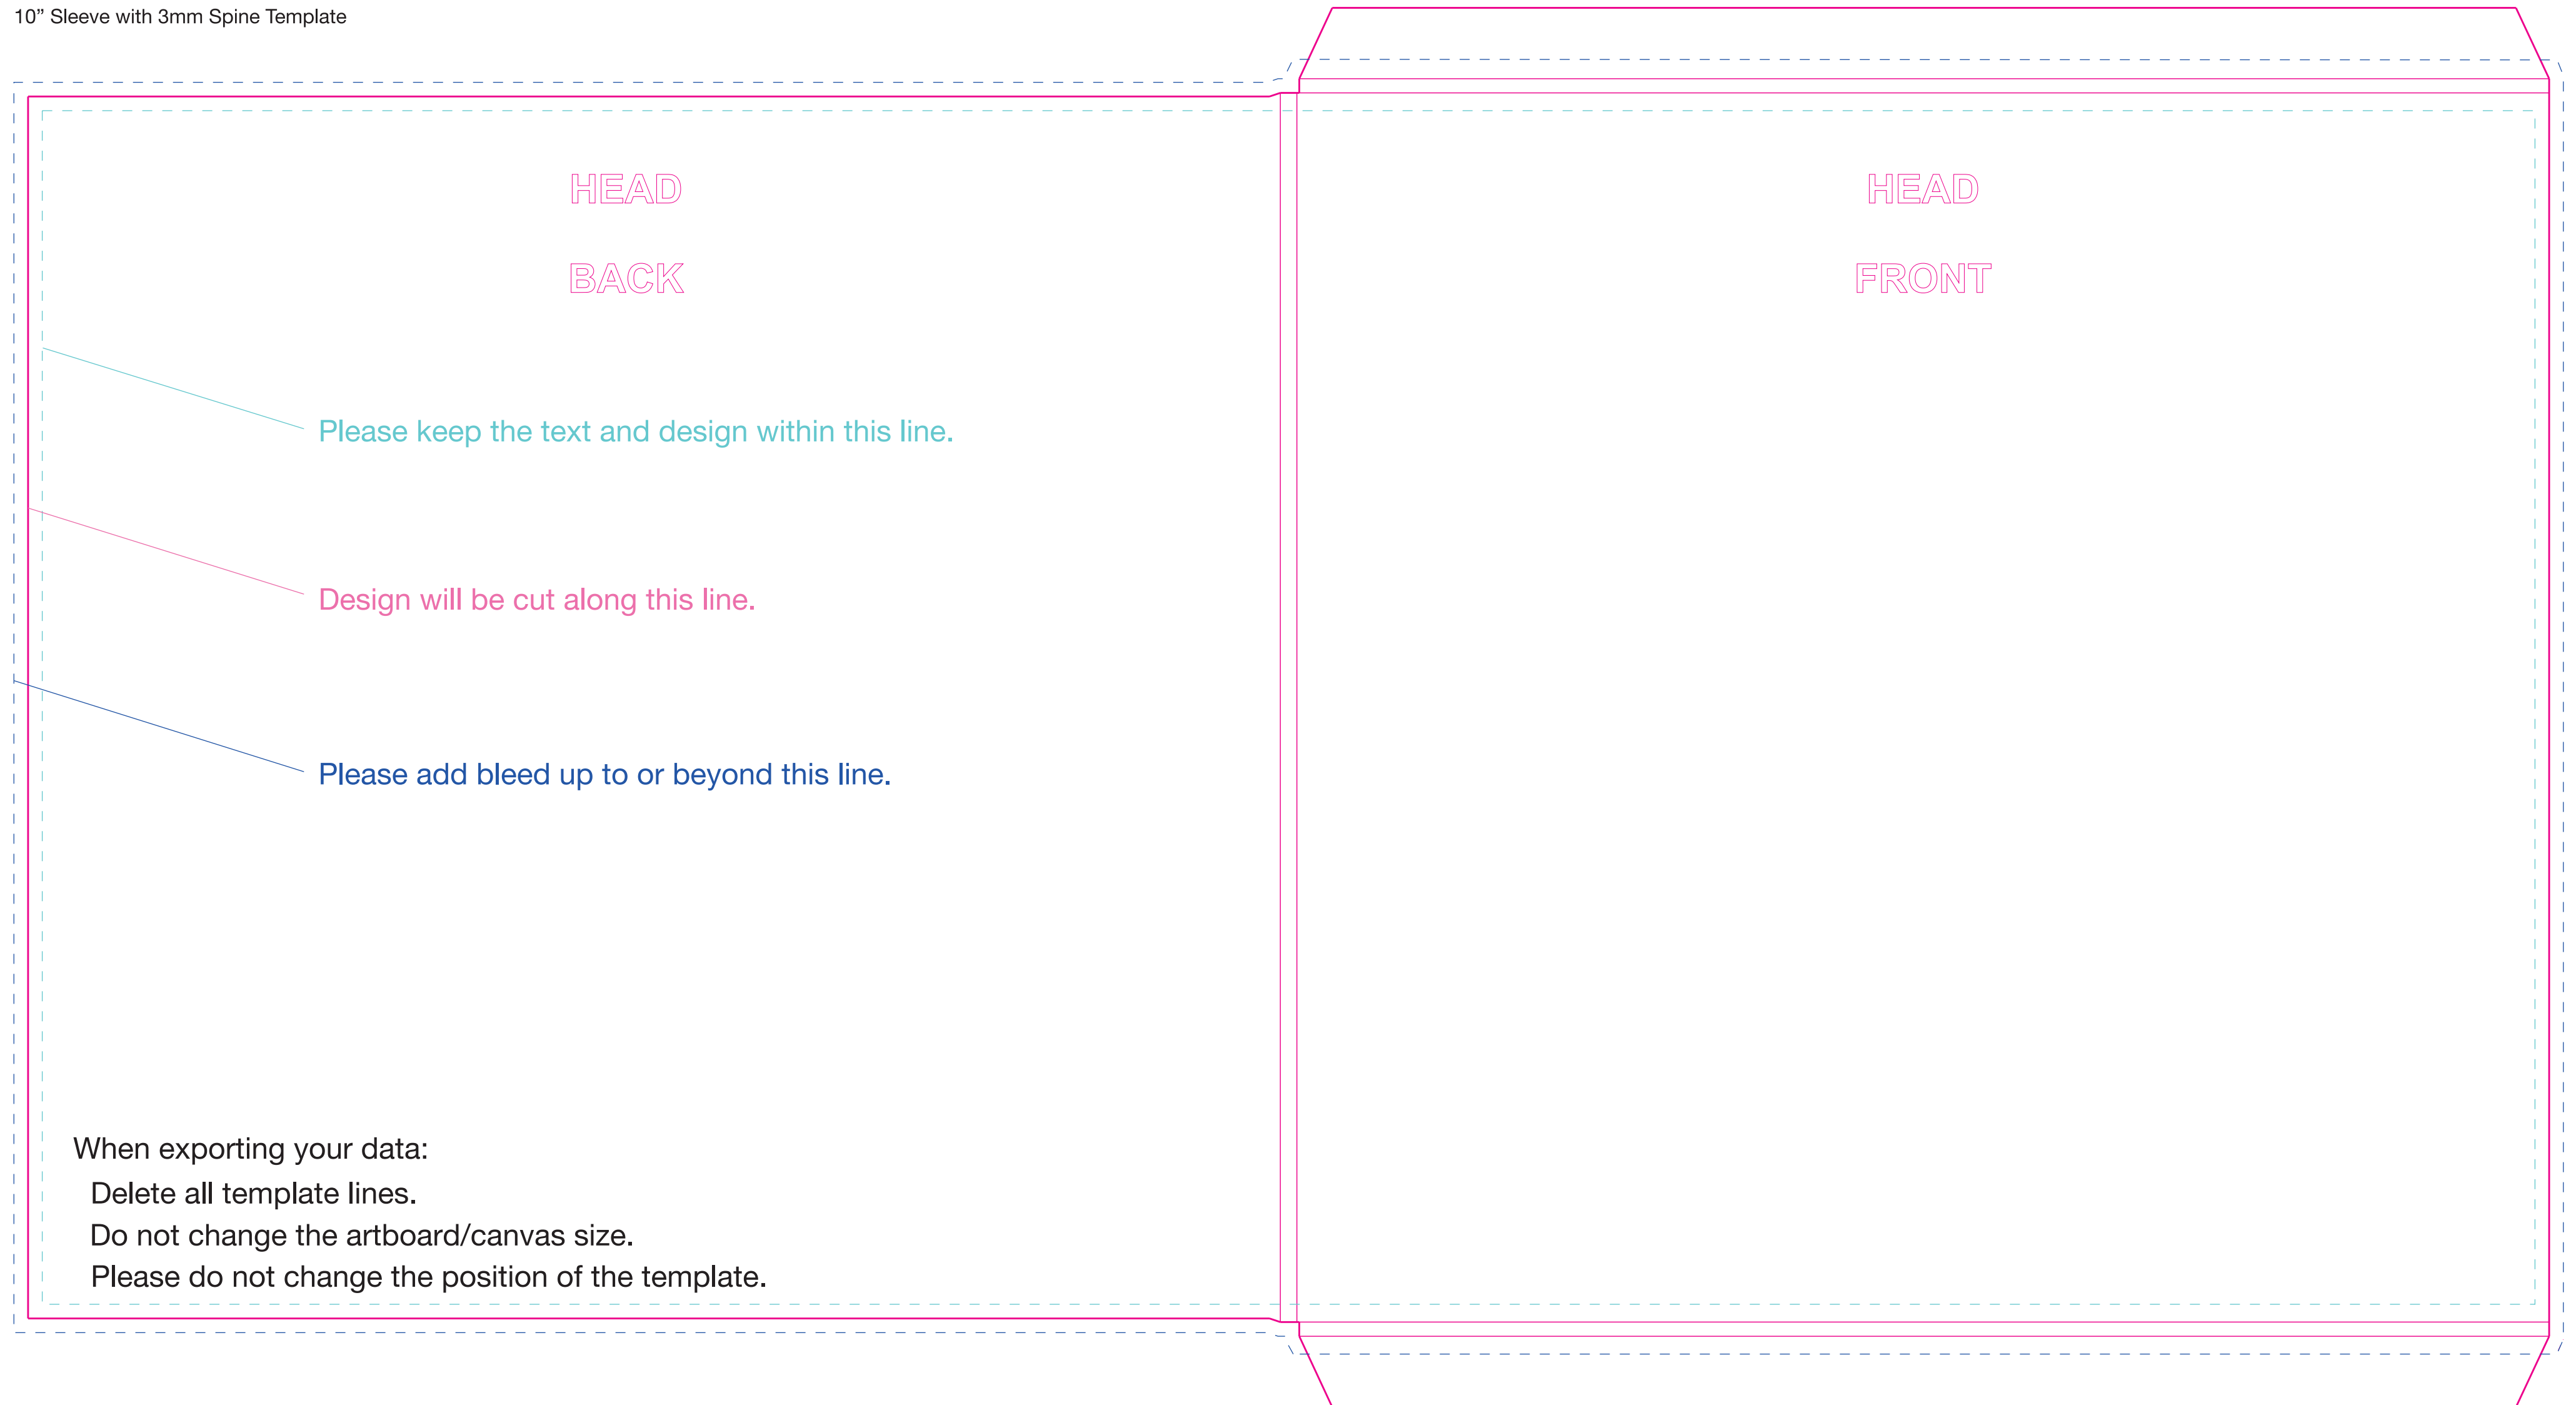 10” Sleeve with 3mm Spine Template
HEAD
BACK
HEAD
FRONT
Please keep the text and design within this line.
Design will be cut along this line.
Please add bleed up to or beyond this line.
When exporting your data:
Delete all template lines.
Do not change the artboard/canvas size.
Please do not change the position of the template.